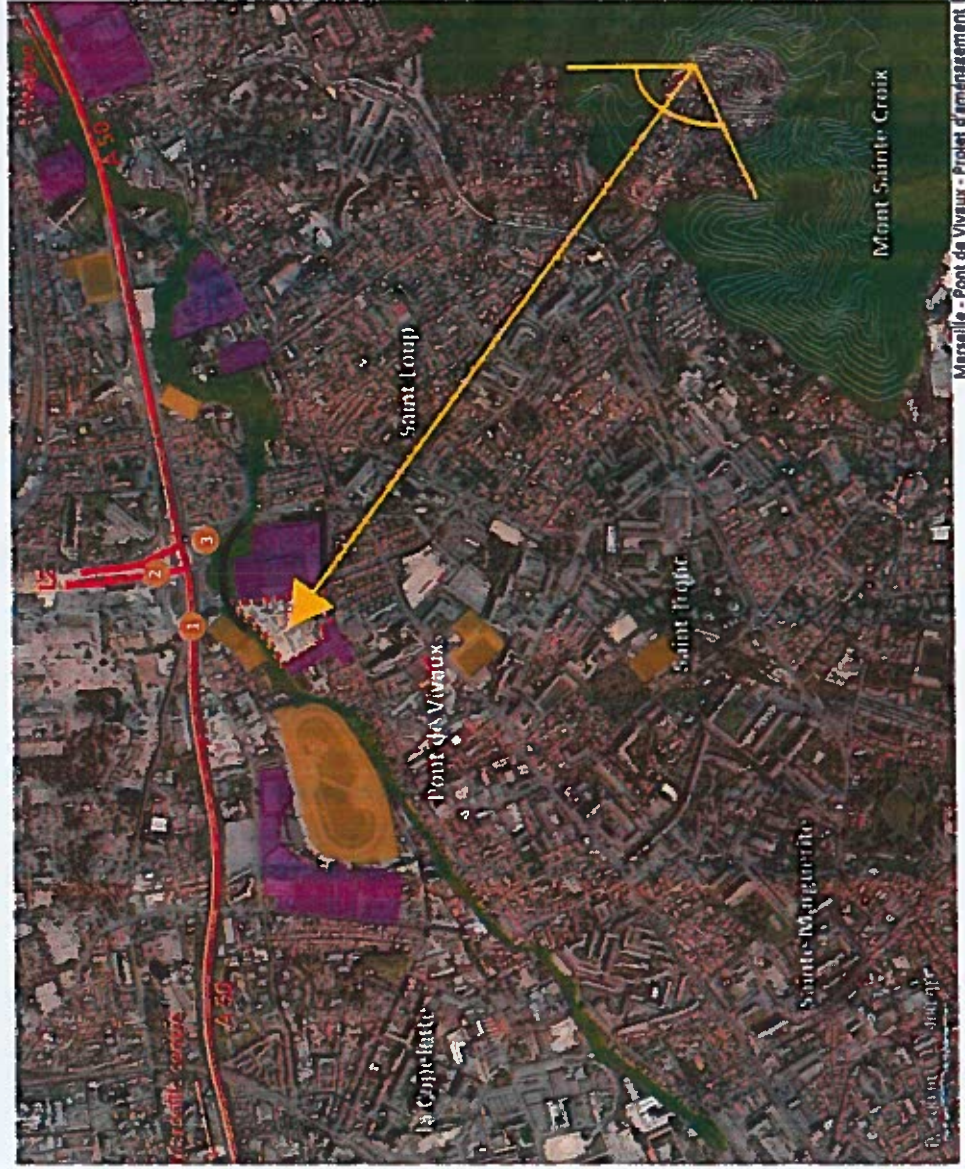 A 50
3
2
1
Saint Loup
Mont Sainte Croix
Pont de Vivaux
Saint Tronc
A 50
La Capelette
Sainte Marguerite
Marseille - Pont de Vivaux - Projet d'aménagement